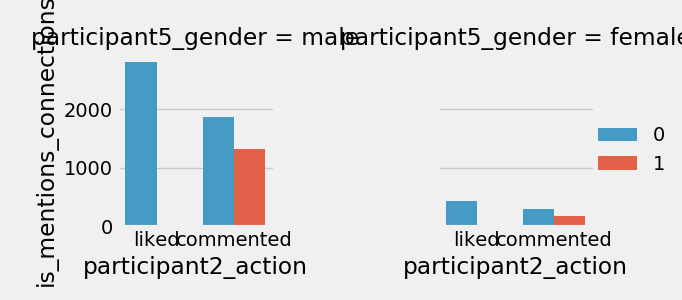 participant5_gender = male
participant5_gender = female
is_mentions_connections
2000
1000
0
liked
commented
liked
commented
participant2_action
participant2_action
0
1